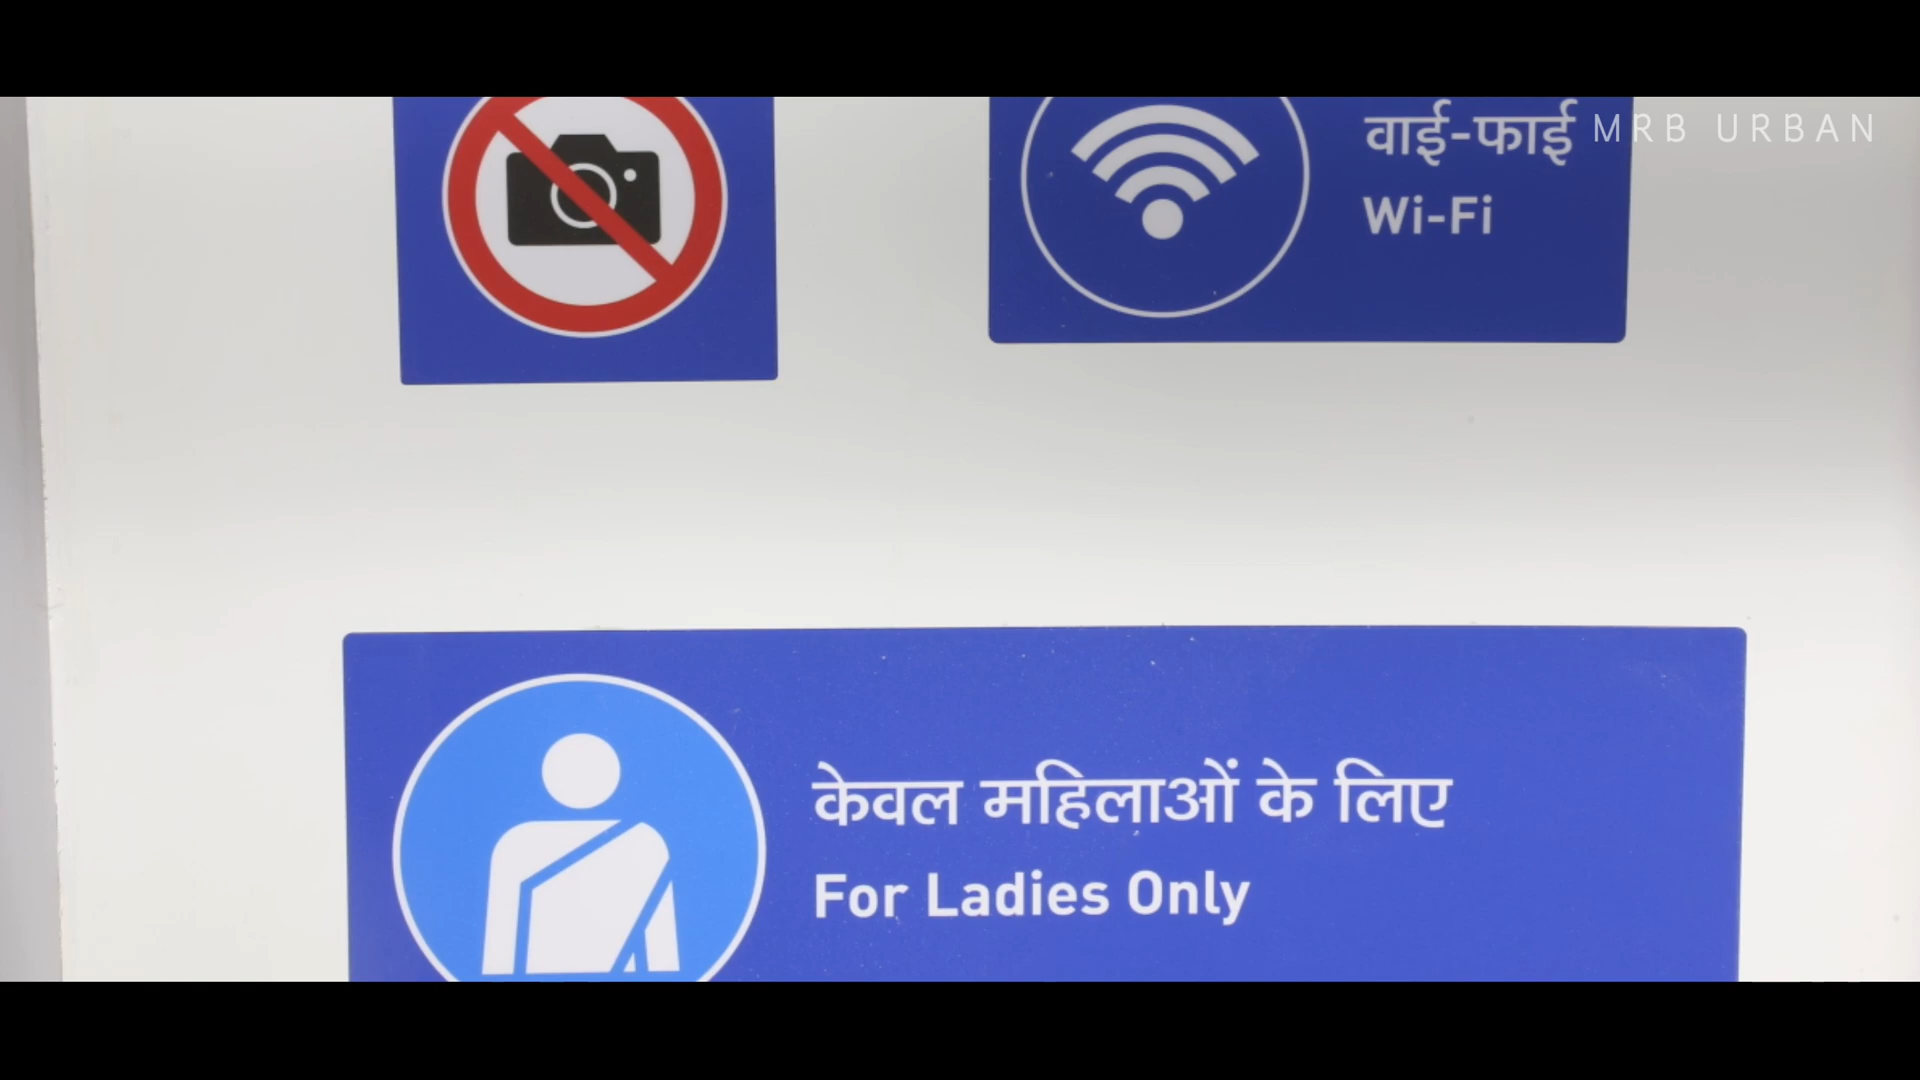 वाई-फाई
Wi-Fi
MRB URBAN
केवल महिलाओं के लिए
For Ladies Only